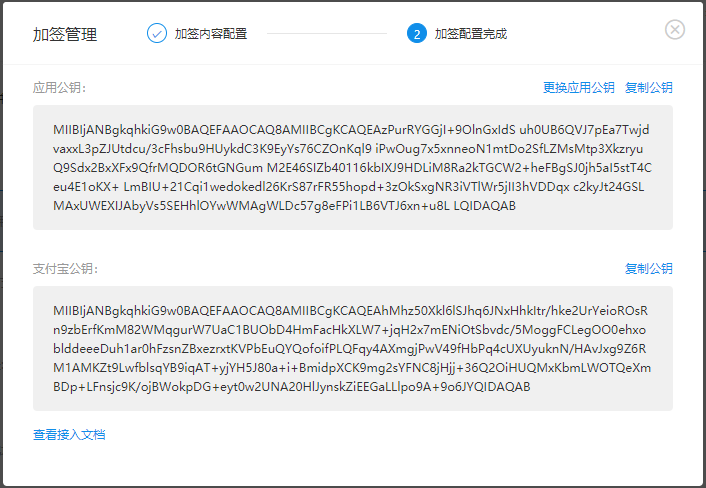 加签管理
加签内容配置
2 加签配置完成
应用公钥:
更换应用公钥 复制公钥
MIIBIjANBgkqhkiG9w0BAQEFAAOCAQ8AMIIBCgKCAQEAzPurRYGGjI+9OlnGxIdS uh0UB6QVJ7pEa7Twjd
vaxxL3pZJUtdcu/3cFhsbu9HUykdC3K9EyYs76CZOnKqI9 iPwOug7x5xnneoN1mtDo2SfLZMsMtp3Xkzryu
Q9Sdx2BxXFx9QfrMQDOR6tGNGum M2E46SIZb40116kbIXJ9HDLiM8Ra2kTGCW2+heFBgSJ0jh5aI5stT4C
eu4E1oKX+ LmBIU+21Cqi1wedokedl26KrS87rFR55hopd+3zOkSxgNR3iVTlWr5jII3hVDDqx c2kyJt24GSL
MAxUWEXIJAbyVs5SEHhlOYwWMAgWLDc57g8eFPi1LB6VTJ6xn+u8L LQIDAQAB
支付宝公钥:
复制公钥
MIIBIjANBgkqhkiG9w0BAQEFAAOCAQ8AMIIBCgKCAQEAhMhz50Xkl6lSJhq6JNxHhkItr/hke2UrYeioROsR
n9zbErfKmM82WMqgurW7UaC1BUObD4HmFacHkXLW7+jqH2x7mENiOtSbvdc/5MoggFCLegOO0ehxo
blddeeeDuh1ar0hFzsnZBxezrxtKVPbEuQYQofoifPLQFqy4AXmgjPwV49fHbPq4cUXUyuknN/HAvJxg9Z6R
M1AMKZt9LwfblsqYB9iqAT+yjYH5J80a+i+BmidpXCK9mg2sYFNC8jHjj+36Q2OiHUQMxKbmLWOTQeXm
BDp+LFnsjc9K/ojBWokpDG+eyt0w2UNA20HlJynskZiEEGaLLlpo9A+9o6JYQIDAQAB
查看接入文档